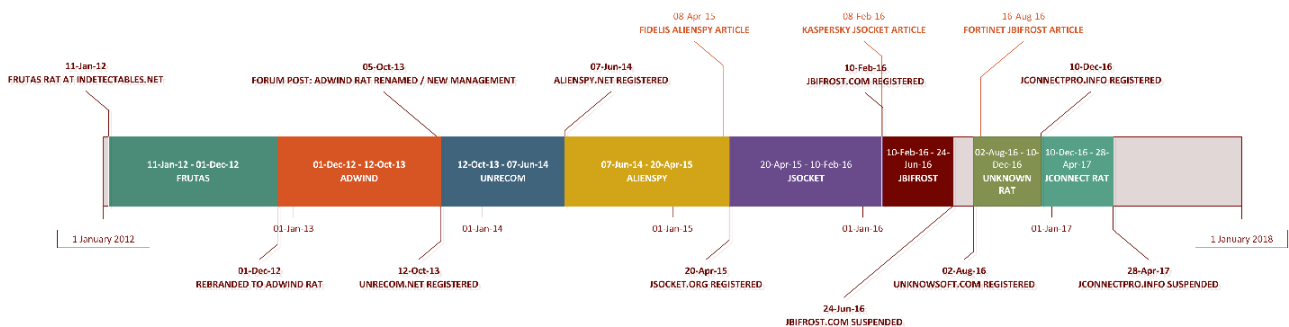 08-Apr-15
FIDELIS ALIENSPY ARTICLE
08-Feb-16
KASPERSKY JSOCKET ARTICLE
16-Aug-16
FORTINET JBIFROST ARTICLE
11-Jan-12
FRUTAS RAT AT INDETECTABLES.NET
05-Oct-13
FORUM POST: ADWIND RAT RENAMED / NEW MANAGEMENT
07-Jun-14
ALIENSPY.NET REGISTERED
10-Feb-16
JBIFROST.COM REGISTERED
10-Dec-16
JCONNECTPRO.INFO REGISTERED
11-Jan-12 - 01-Dec-12
FRUTAS
01-Dec-12 - 12-Oct-13
ADWIND
12-Oct-13 - 07-Jun-14
UNRECOM
07-Jun-14 - 20-Apr-15
ALIENSPY
20-Apr-15 - 10-Feb-16
JSOCKET
10-Feb-16 - 24-
Jun-16
JBIFROST
02-Aug-16 - 10-
Dec-16
UNKNOWN
RAT
10-Dec-16 - 28-
Apr-17
JCONNECT RAT
1 January 2012
01-Jan-13
01-Jan-14
01-Jan-15
01-Jan-16
01-Jan-17
1 January 2018
01-Dec-12
REBRANDED TO ADWIND RAT
12-Oct-13
UNRECOM.NET REGISTERED
20-Apr-15
JSOCKET.ORG REGISTERED
24-Jun-16
JBIFROST.COM SUSPENDED
02-Aug-16
UNKNOWSOFT.COM REGISTERED
28-Apr-17
JCONNECTPRO.INFO SUSPENDED